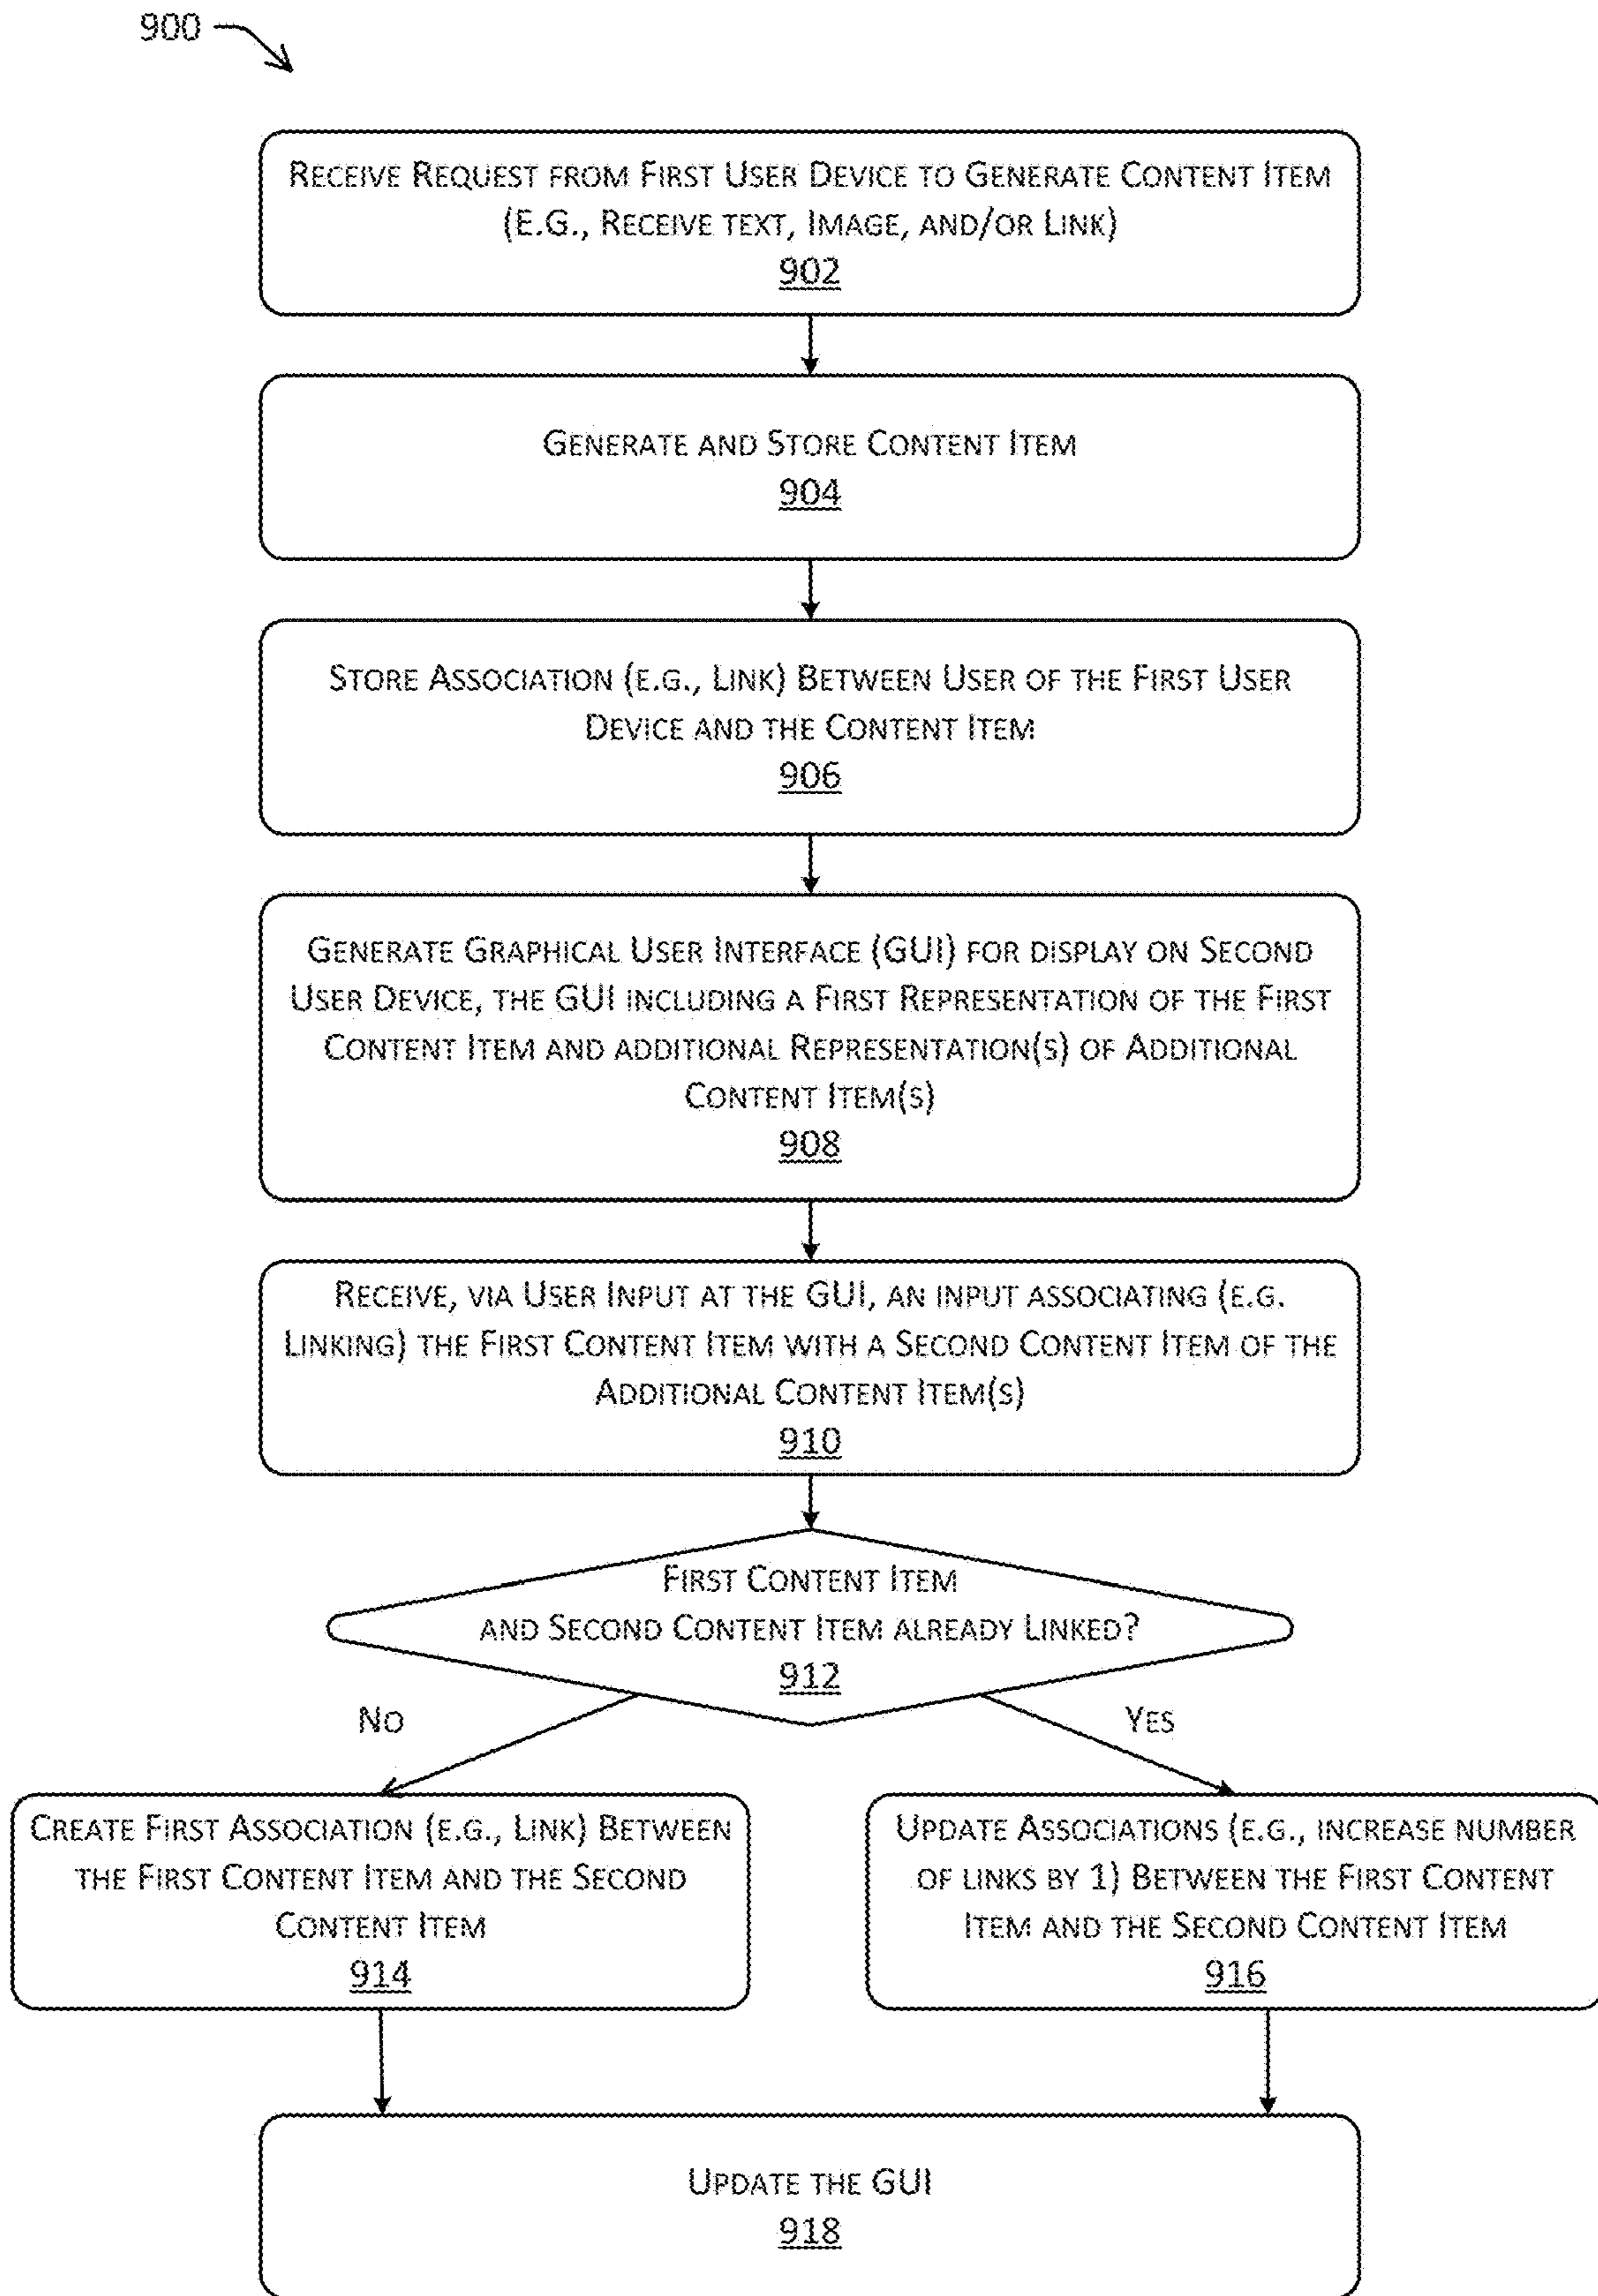 900
RECEIVE REQUEST FROM FIRST USER DEVICE TO GENERATE CONTENT ITEM
(E.G., RECEIVE TEXT, IMAGE, AND/OR LINK)
902
GENERATE AND STORE CONTENT ITEM
904
STORE ASSOCIATION (E.G., LINK) BETWEEN USER OF THE FIRST USER
DEVICE AND THE CONTENT ITEM
906
GENERATE GRAPHICAL USER INTERFACE (GUI) FOR DISPLAY ON SECOND
USER DEVICE, THE GUI INCLUDING A FIRST REPRESENTATION OF THE FIRST
CONTENT ITEM AND ADDITIONAL REPRESENTATION(S) OF ADDITIONAL
CONTENT ITEM(S)
908
RECEIVE, VIA USER INPUT AT THE GUI, AN INPUT ASSOCIATING (E.G.
LINKING) THE FIRST CONTENT ITEM WITH A SECOND CONTENT ITEM OF THE
ADDITIONAL CONTENT ITEM(S)
910
FIRST CONTENT ITEM
AND SECOND CONTENT ITEM ALREADY LINKED?
912
NO
YES
CREATE FIRST ASSOCIATION (E.G., LINK) BETWEEN
THE FIRST CONTENT ITEM AND THE SECOND
CONTENT ITEM
914
UPDATE ASSOCIATIONS (E.G., INCREASE NUMBER
OF LINKS BY 1) BETWEEN THE FIRST CONTENT
ITEM AND THE SECOND CONTENT ITEM
916
UPDATE THE GUI
918